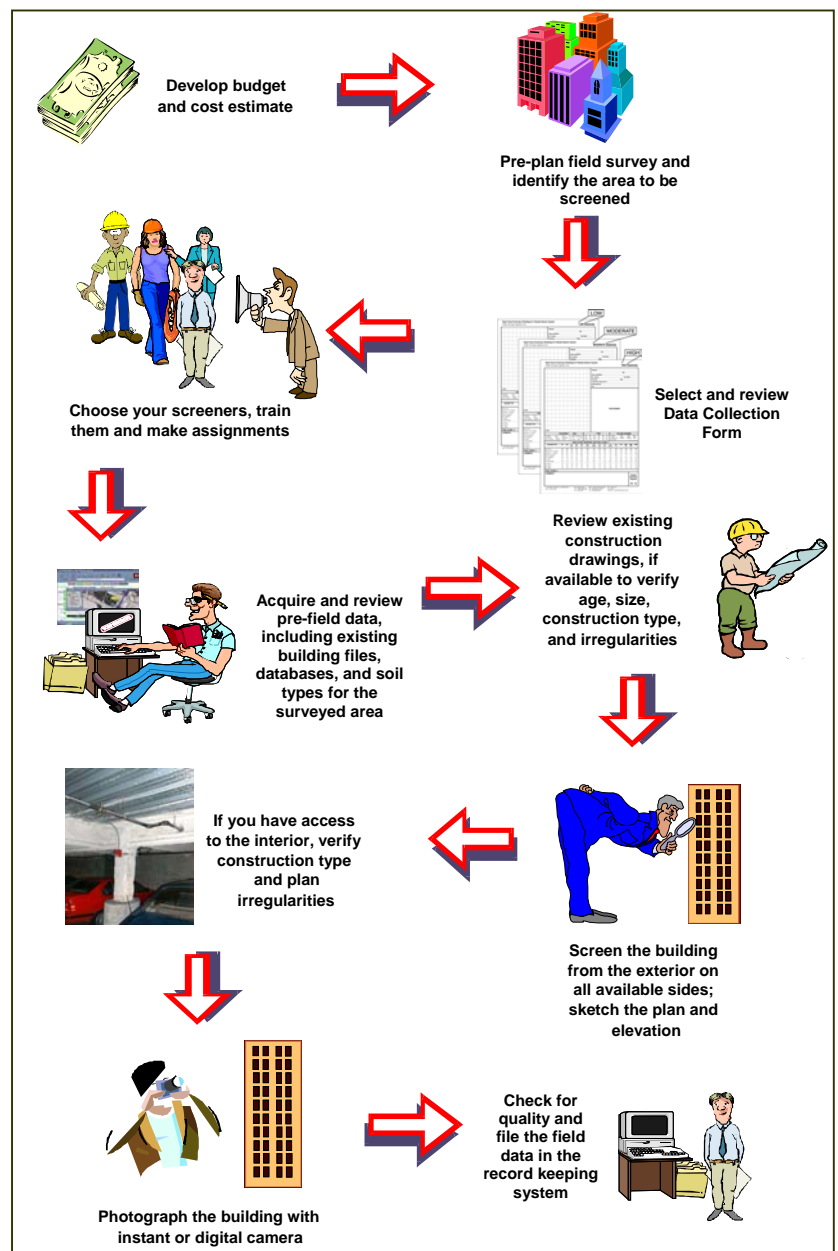 Develop budget
and cost estimate
Pre-plan field survey and
identify the area to be
screened
LOW
MODERATE
HIGH
Select and review
Data Collection
Form
Choose your screeners, train
them and make assignments
Acquire and review
pre-field data,
including existing
building files,
databases, and soil
types for the
surveyed area
Review existing
construction
drawings, if
available to verify
age, size,
construction type,
and irregularities
Screen the building
from the exterior on
all available sides;
sketch the plan and
elevation
If you have access
to the interior, verify
construction type
and plan
irregularities
Photograph the building with
instant or digital camera
Check for
quality and
file the field
data in the
record keeping
system